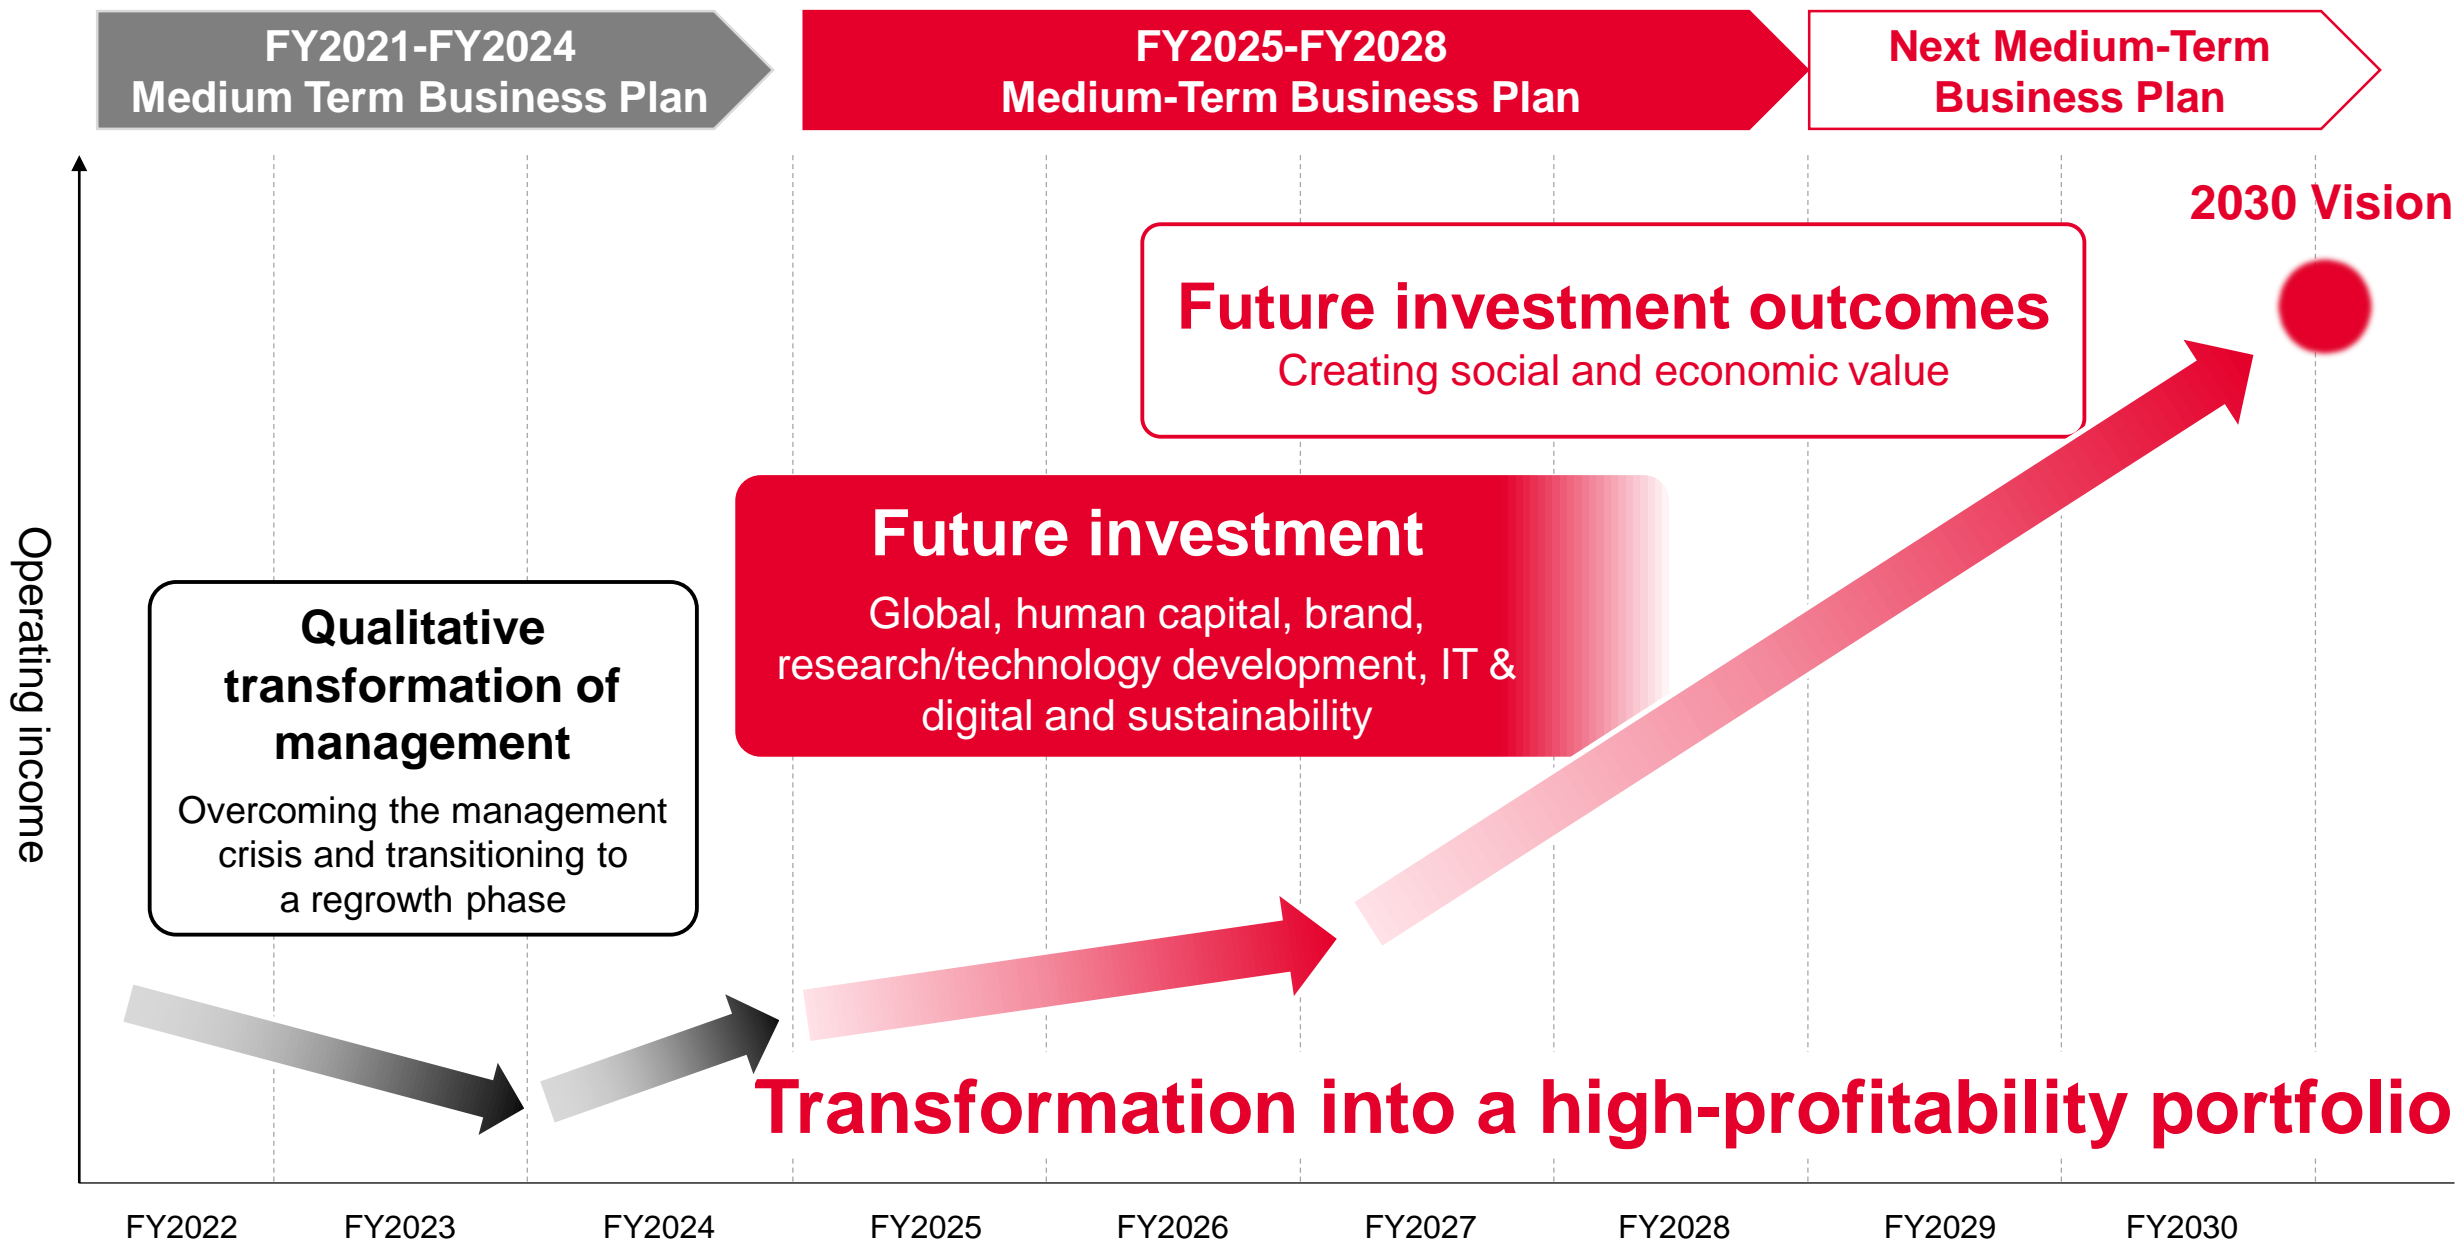 FY2021-FY2024
Medium Term Business Plan
FY2025-FY2028
Medium-Term Business Plan
Next Medium-Term
Business Plan
2030 Vision
Future investment outcomes
Creating social and economic value
Future investment
Global, human capital, brand,
research/technology development, IT &
digital and sustainability
Qualitative
transformation of
management
Overcoming the management
crisis and transitioning to
a regrowth phase
Operating income
Transformation into a high-profitability portfolio
FY2022 FY2023 FY2024 FY2025 FY2026 FY2027 FY2028 FY2029 FY2030